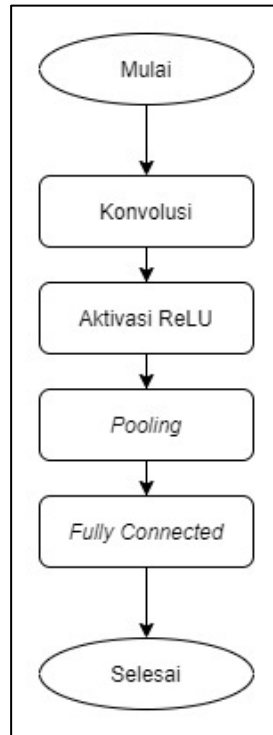 Mulai
Konvolusi
Aktivasi ReLU
Pooling
Fully Connected
Selesai